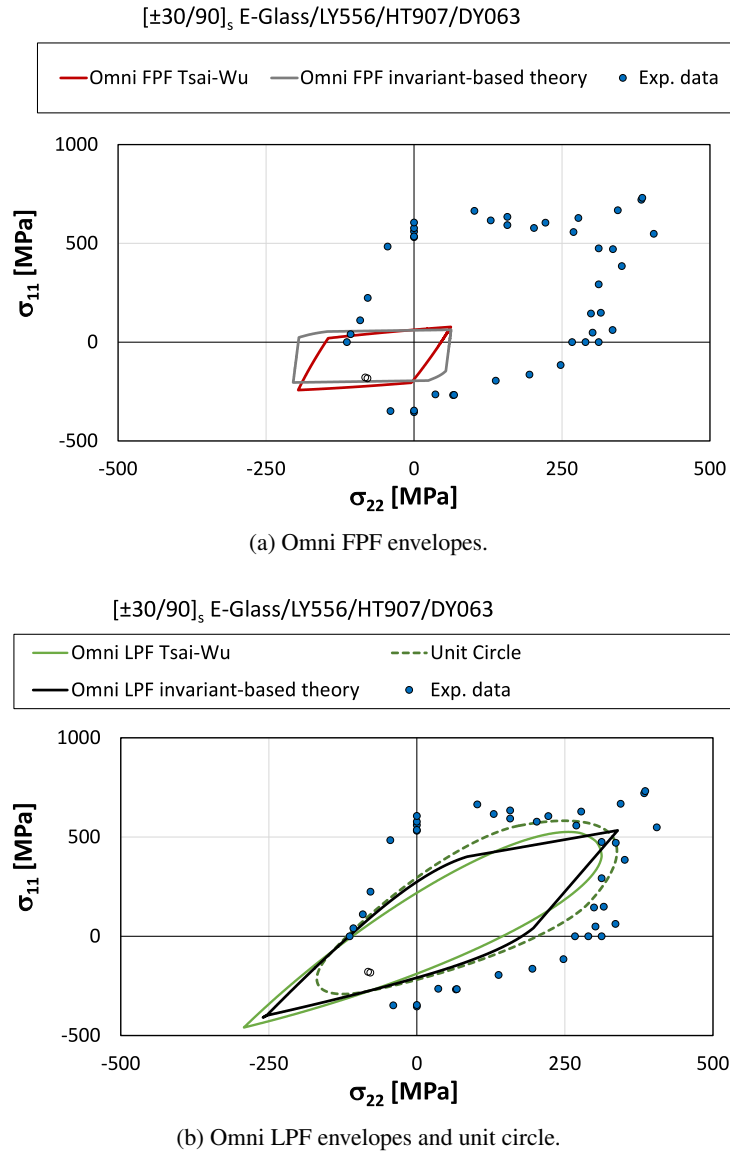 [±30/90]s E-Glass/LY556/HT907/DY063
Omni FPF Tsai-Wu Omni FPF invariant-based theory Exp. data
1000
500
0
-500
-500 -250 0 250 500
σ11 [MPa]
σ22 [MPa]
(a) Omni FPF envelopes.
[±30/90]s E-Glass/LY556/HT907/DY063
Omni LPF Tsai-Wu Unit Circle
Omni LPF invariant-based theory Exp. data
1000
500
0
-500
-500 -250 0 250 500
σ11 [MPa]
σ22 [MPa]
(b) Omni LPF envelopes and unit circle.